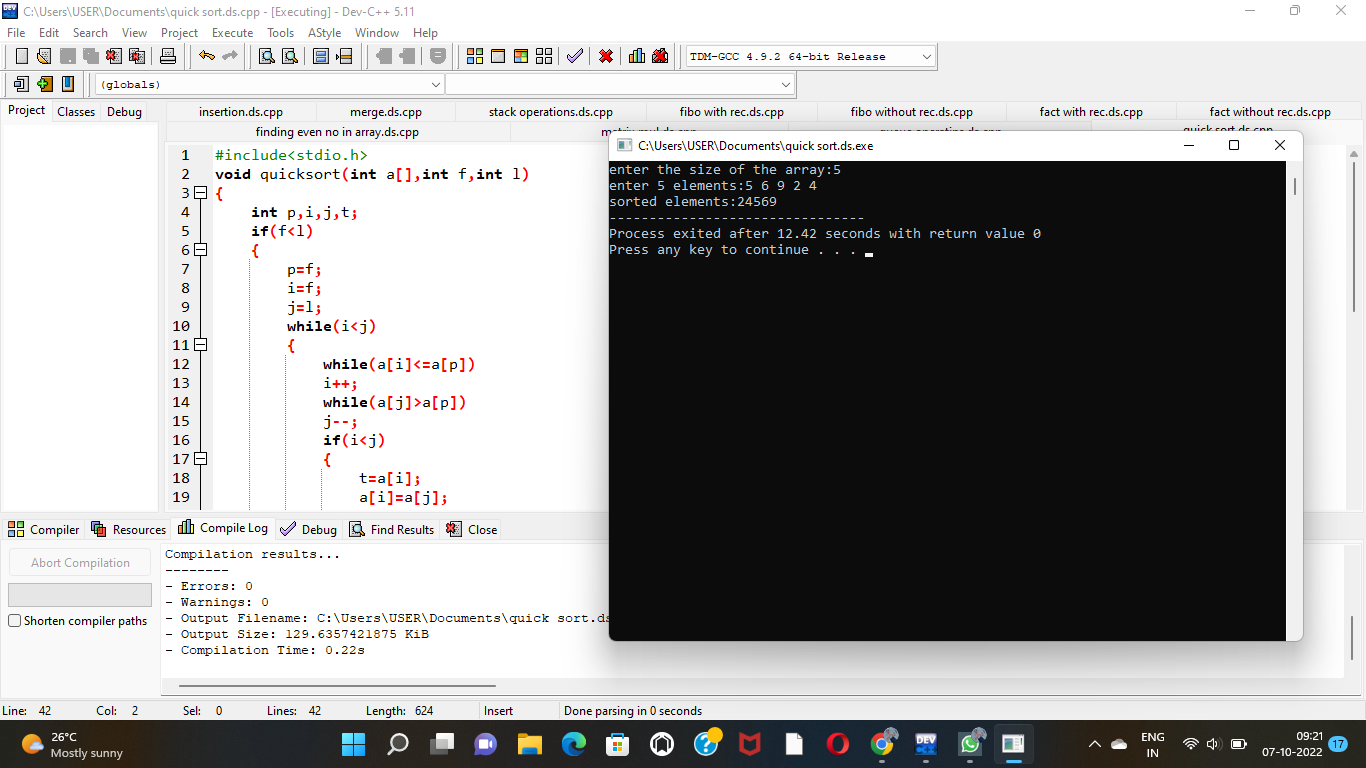 C:\Users\USER\Documents\quick sort.ds.cpp - [Executing] - Dev-C++ 5.11
File Edit Search View Project Execute Tools AStyle Window Help
TDM-GCC 4.9.2 64-bit Release
(globals)
Project Classes Debug
insertion.ds.cpp merge.ds.cpp stack operations.ds.cpp fibo with rec.ds.cpp fibo without rec.ds.cpp fact with rec.ds.cpp fact without rec.ds.cpp
finding even no in array.ds.cpp quick sort.ds.cpp
1 #include<stdio.h>
2 void quicksort(int a[],int f,int l)
3 {
4 int p,i,j,t;
5 if(f<l)
6 {
7 p=f;
8 i=f;
9 j=l;
10 while(i<j)
11 {
12 while(a[i]<=a[p])
13 i++;
14 while(a[j]>a[p])
15 j--;
16 if(i<j)
17 {
18 t=a[i];
19 a[i]=a[j];
C:\Users\USER\Documents\quick sort.ds.exe
enter the size of the array:5
enter 5 elements:5 6 9 2 4
sorted elements:24569
--------------------------------
Process exited after 12.42 seconds with return value 0
Press any key to continue . . .
Compiler Resources Compile Log Debug Find Results Close
Abort Compilation
Shorten compiler paths
Compilation results...
--------
- Errors: 0
- Warnings: 0
- Output Filename: C:\Users\USER\Documents\quick sort.ds
- Output Size: 129.6357421875 KiB
- Compilation Time: 0.22s
Line: 42 Col: 2 Sel: 0 Lines: 42 Length: 624 Insert Done parsing in 0 seconds
26°C
Mostly sunny
DEV
ENG
IN
09:21
07-10-2022
17